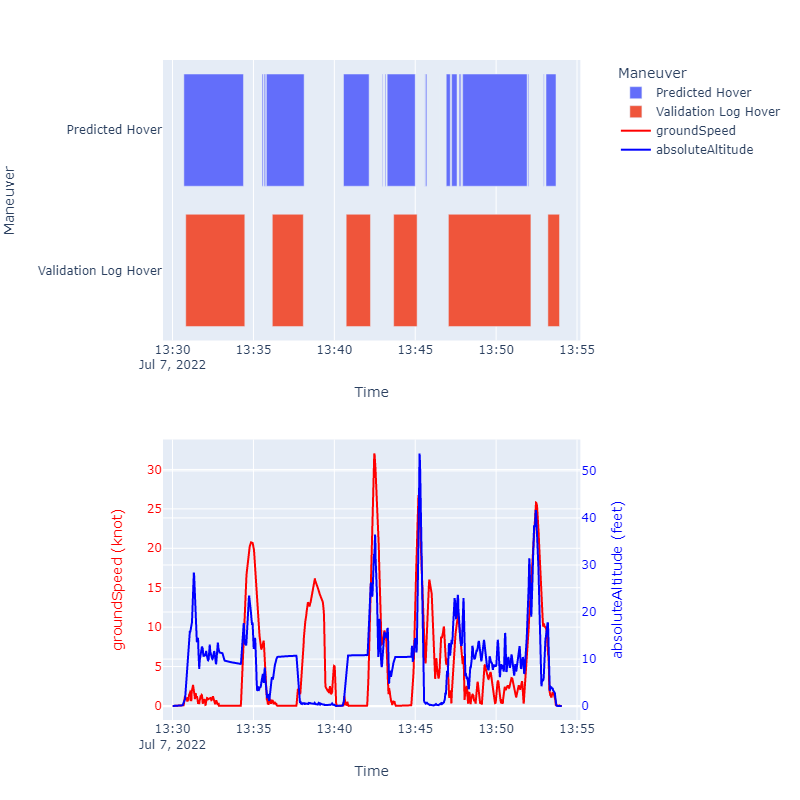 Maneuver
Predicted Hover
Validation Log Hover
groundSpeed
absoluteAltitude
Maneuver
Predicted Hover
Validation Log Hover
13:30 13:35 13:40 13:45 13:50 13:55
Jul 7, 2022
Time
groundSpeed (knot)
30
25
20
15
10
5
0
50
40
30
20
10
0
absoluteAltitude (feet)
13:30 13:35 13:40 13:45 13:50 13:55
Jul 7, 2022
Time